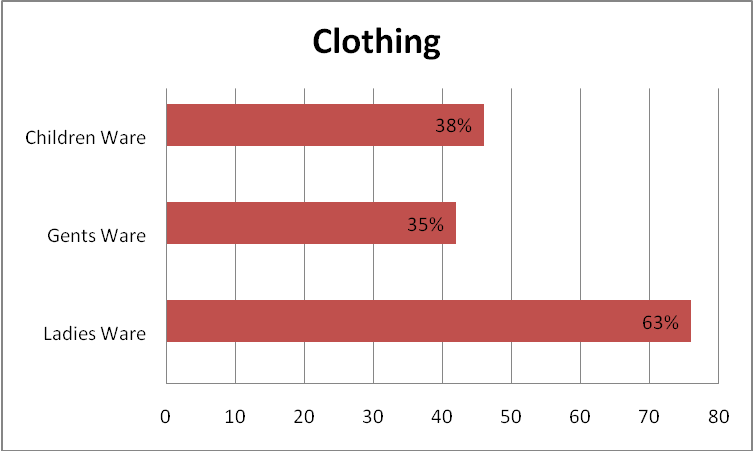 Clothing
Children Ware
38%
Gents Ware
35%
Ladies Ware
63%
0 10 20 30 40 50 60 70 80